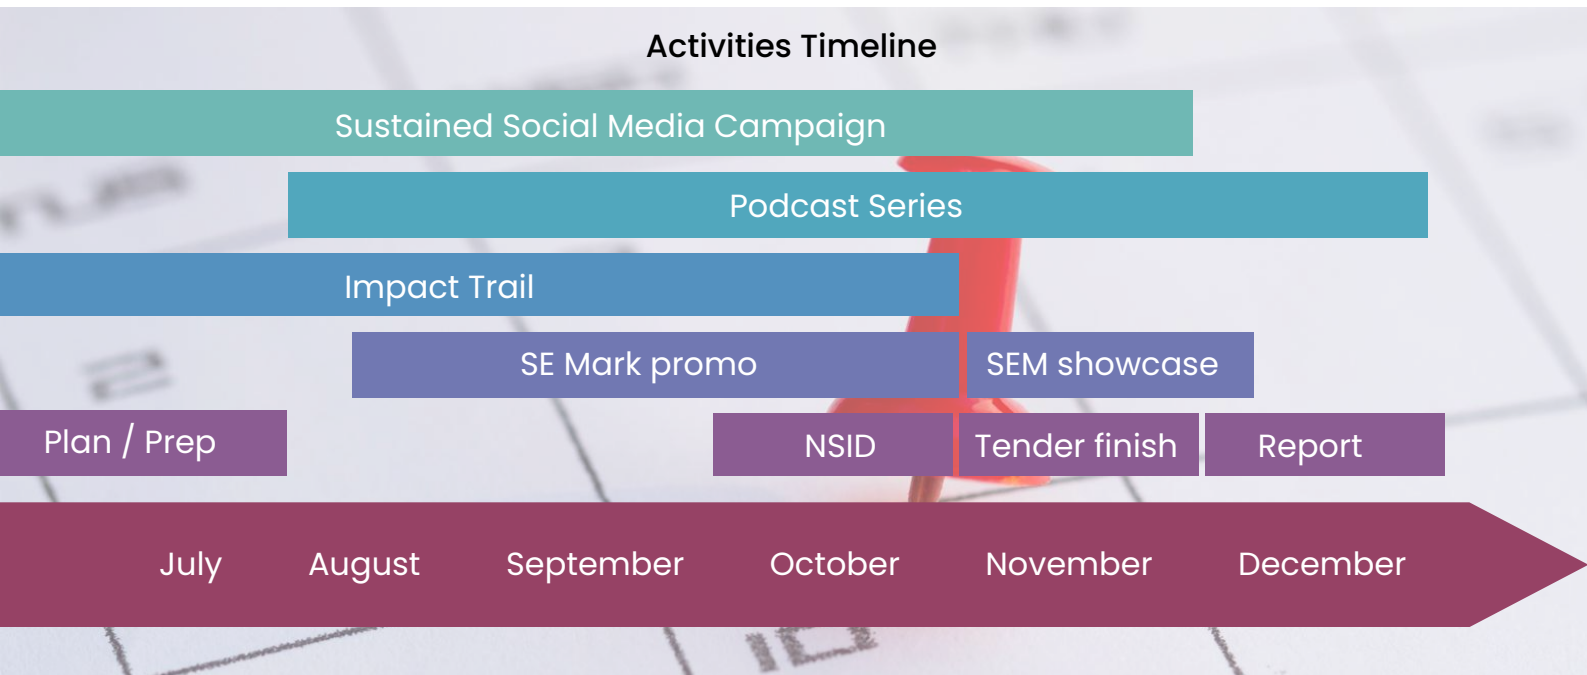 Activities Timeline
Sustained Social Media Campaign
Podcast Series
Impact Trail
SE Mark promo
SEM showcase
Plan / Prep
NSID
Tender finish
Report
July
August
September
October
November
December